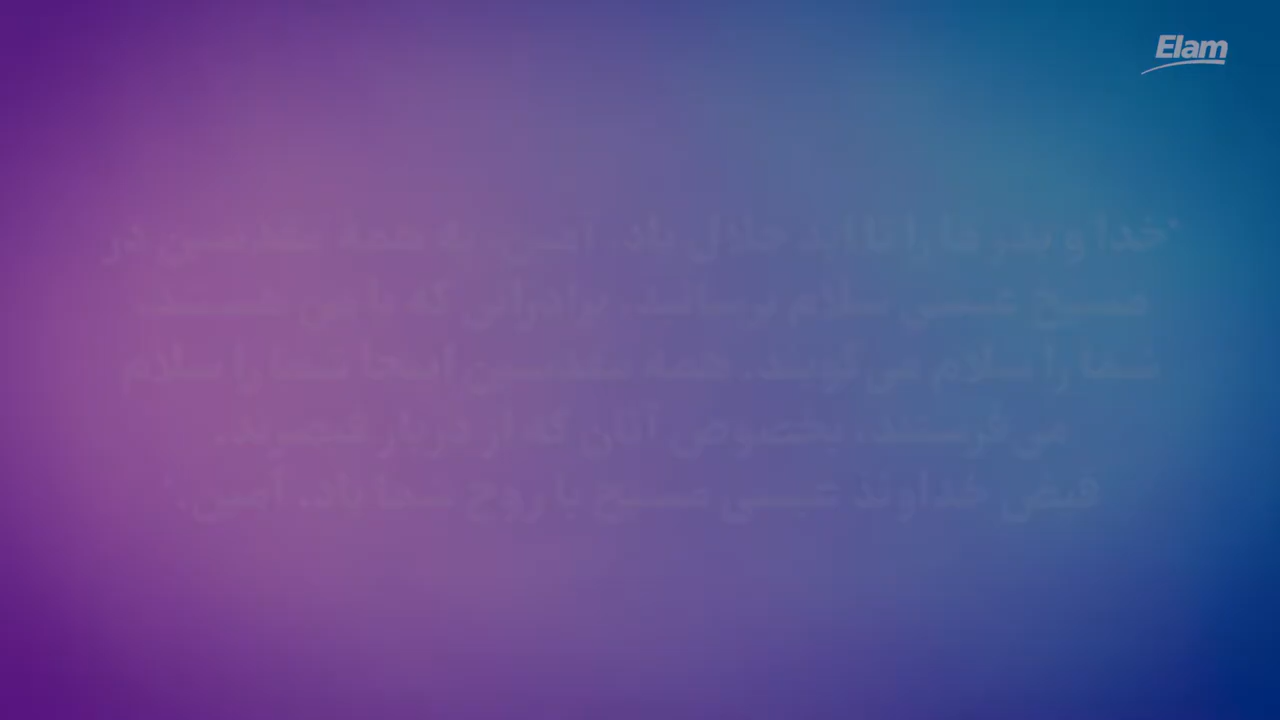 Elam
"خدا و پدر ما را تا ابد جلال باد. آمین. به همهٔ مقدسین در
مسیح عیسی سلام برسانید. برادرانی که با من هستند
شما را سلام می‌گویند. همهٔ مقدسین اینجا شما را سلام
می‌فرستند، بخصوص آنان که از دربار قیصرند.
فیض خداوند عیسی مسیح با روح شما باد. آمین."